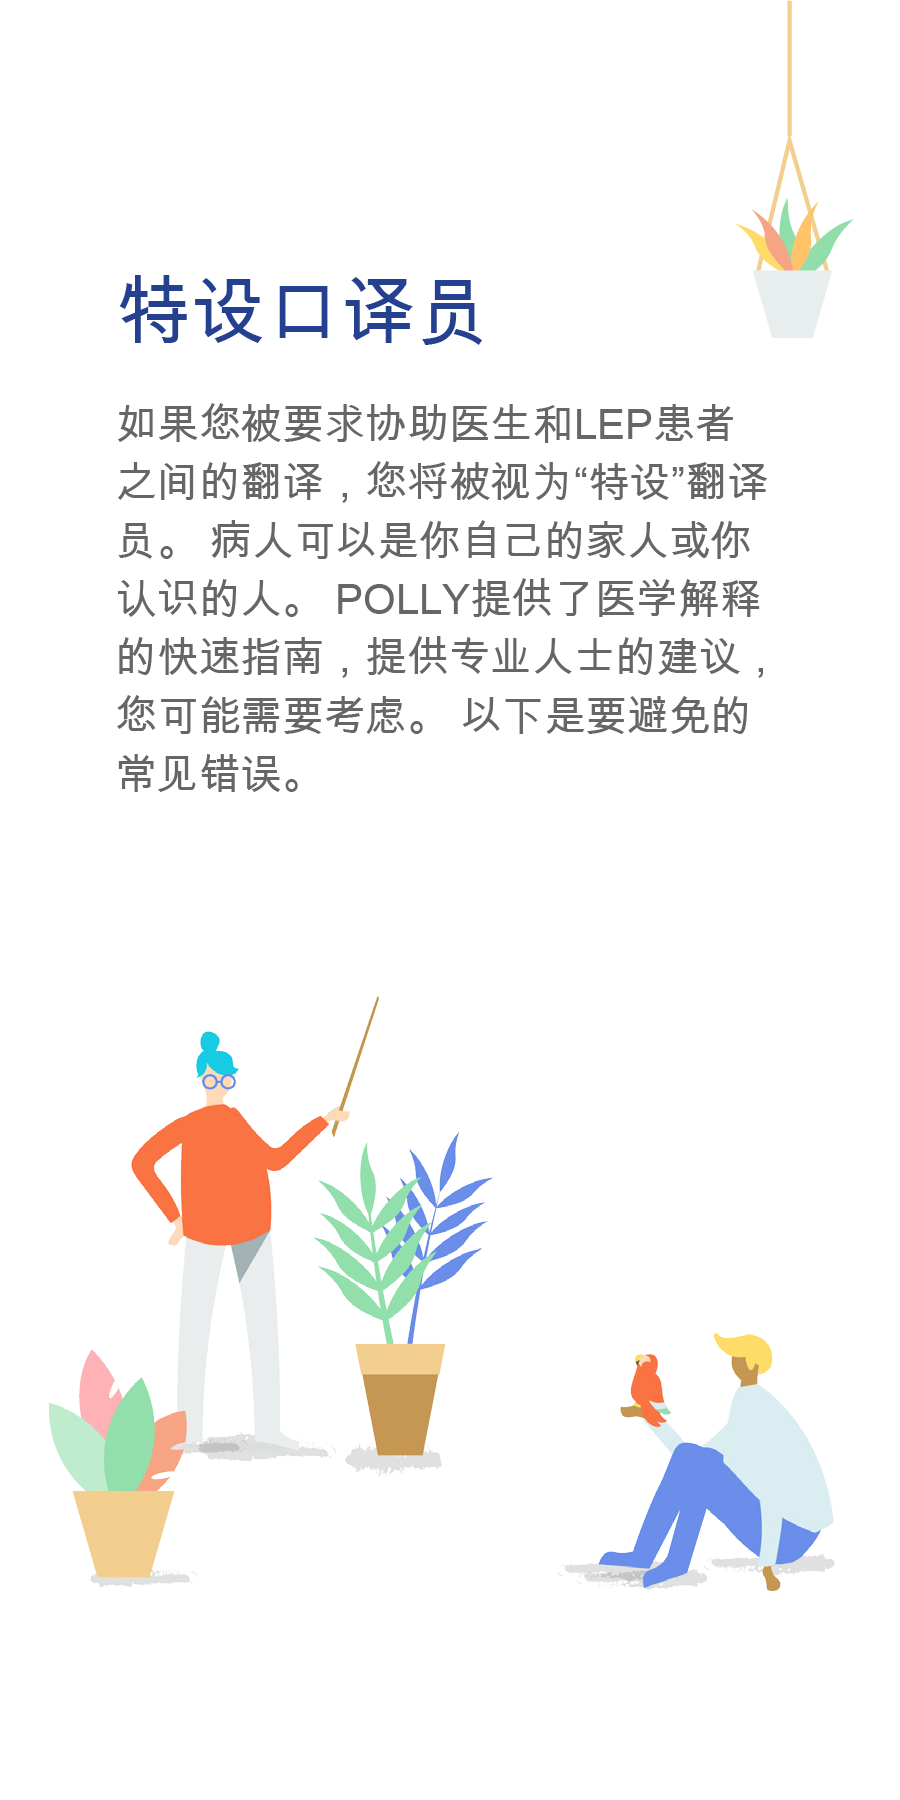 特设口译员
如果您被要求协助医生和LEP患者
之间的翻译，您将被视为“特设”翻译
员。 病人可以是你自己的家人或你
认识的人。 POLLY提供了医学解释
的快速指南，提供专业人士的建议，
您可能需要考虑。 以下是要避免的
常见错误。